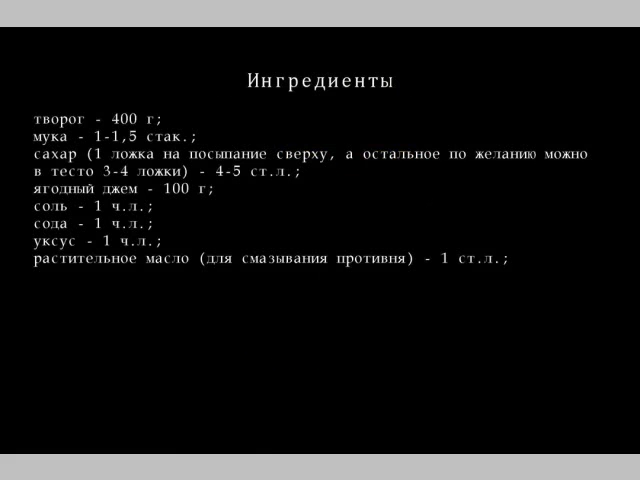 Ингредиенты
творог - 400 г;
мука - 1-1,5 стак.;
сахар (1 ложка на посыпание сверху, а остальное по желанию можно
в тесто 3-4 ложки) - 4-5 ст.л.;
ягодный джем - 100 г;
соль - 1 ч.л.;
сода - 1 ч.л.;
уксус - 1 ч.л.;
растительное масло (для смазывания противня) - 1 ст.л.;